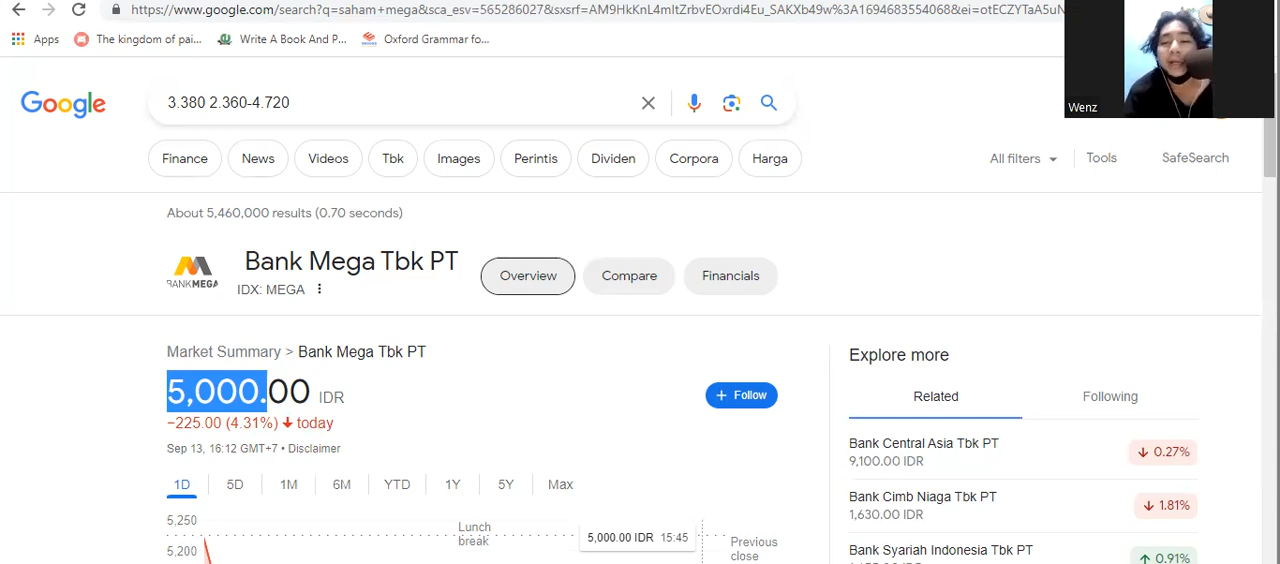 https://www.google.com/search?q=saham+mega&sca_esv=565286027&sxsrf=AM9HkKnL4mItZrbvEOxrdi4Eu_SAKXb49w%3A1694683554068&ei=otECZYTaA5uN
Apps The kingdom of pai... Write A Book And P... Oxford Grammar fo...
Wenz
Google 3.380 2.360-4.720
Finance News Videos Tbk Images Perintis Dividen Corpora Harga All filters Tools SafeSearch
About 5,460,000 results (0.70 seconds)
BANKMEGA
Bank Mega Tbk PT
IDX: MEGA
Overview Compare Financials
Market Summary > Bank Mega Tbk PT
5,000.00 IDR
+ Follow
−225.00 (4.31%) today
Sep 13, 16:12 GMT+7 • Disclaimer
1D 5D 1M 6M YTD 1Y 5Y Max
5,250
5,200
Lunch
break
5,000.00 IDR 15:45
Previous
close
Explore more
Related Following
Bank Central Asia Tbk PT
9,100.00 IDR
0.27%
Bank Cimb Niaga Tbk PT
1,630.00 IDR
1.81%
Bank Syariah Indonesia Tbk PT
0.91%